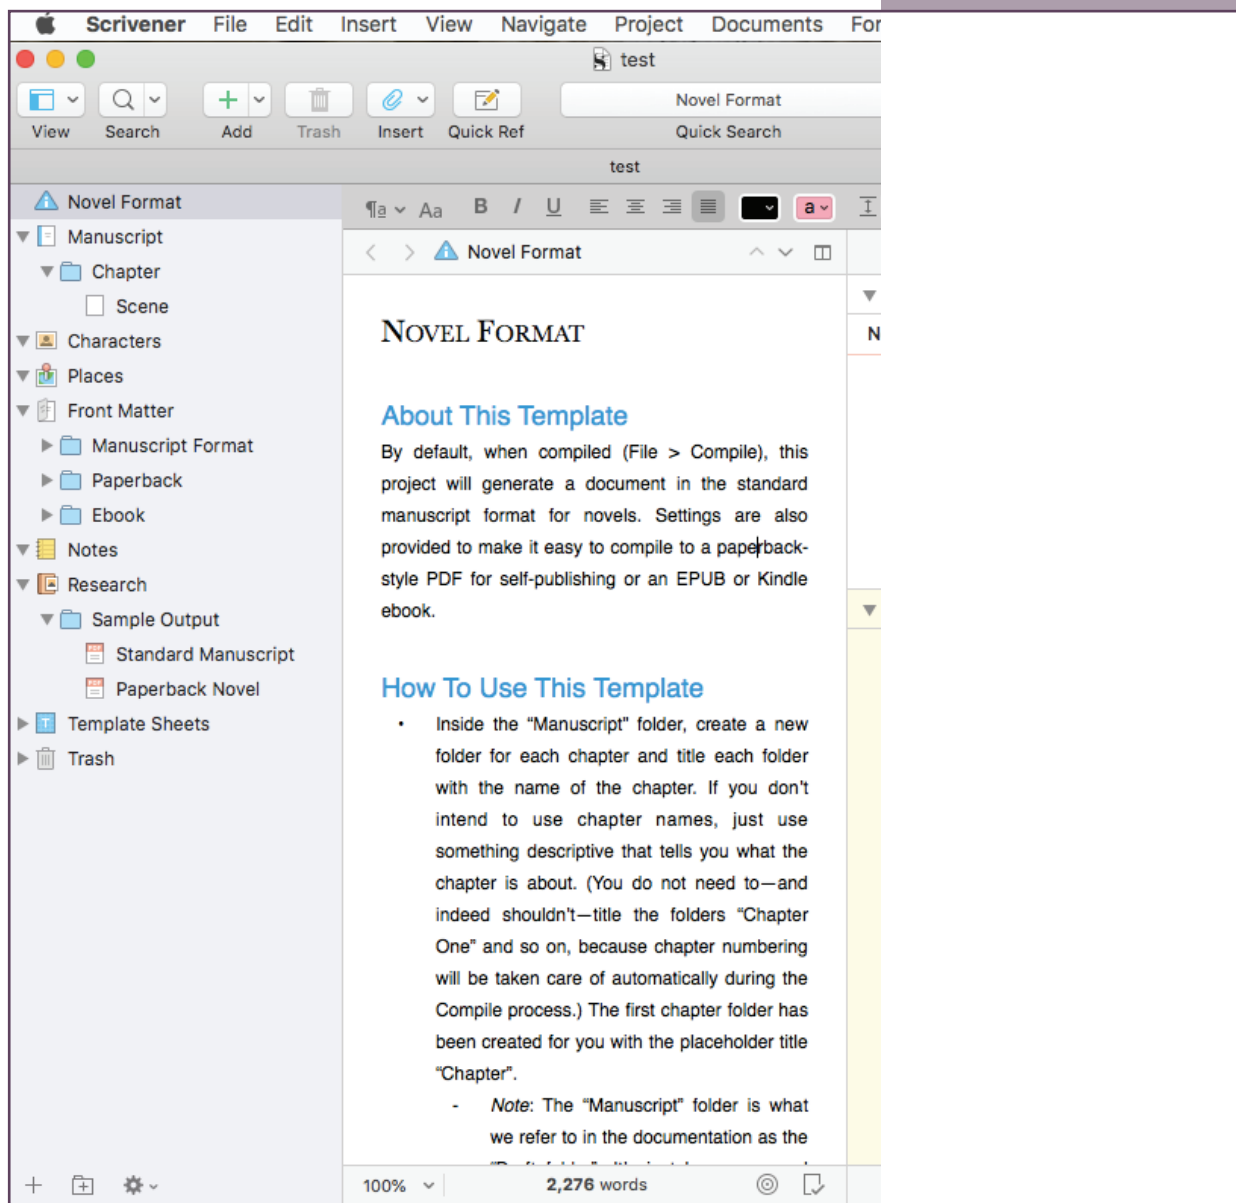 Scrivener File Edit Insert View Navigate Project Documents For
test
Novel Format
View Search Add Trash Insert Quick Ref Quick Search
test
Novel Format
Manuscript
Chapter
Scene
Characters
Places
Front Matter
Manuscript Format
Paperback
Ebook
Notes
Research
Sample Output
Standard Manuscript
Paperback Novel
Template Sheets
Trash
¶a Aa B I U a
Novel Format
N
NOVEL FORMAT
About This Template
By default, when compiled (File > Compile), this
project will generate a document in the standard
manuscript format for novels. Settings are also
provided to make it easy to compile to a paperback-
style PDF for self-publishing or an EPUB or Kindle
ebook.
How To Use This Template
• Inside the “Manuscript” folder, create a new
folder for each chapter and title each folder
with the name of the chapter. If you don't
intend to use chapter names, just use
something descriptive that tells you what the
chapter is about. (You do not need to—and
indeed shouldn't—title the folders “Chapter
One” and so on, because chapter numbering
will be taken care of automatically during the
Compile process.) The first chapter folder has
been created for you with the placeholder title
“Chapter”.
- Note: The “Manuscript” folder is what
we refer to in the documentation as the
100% 2,276 words